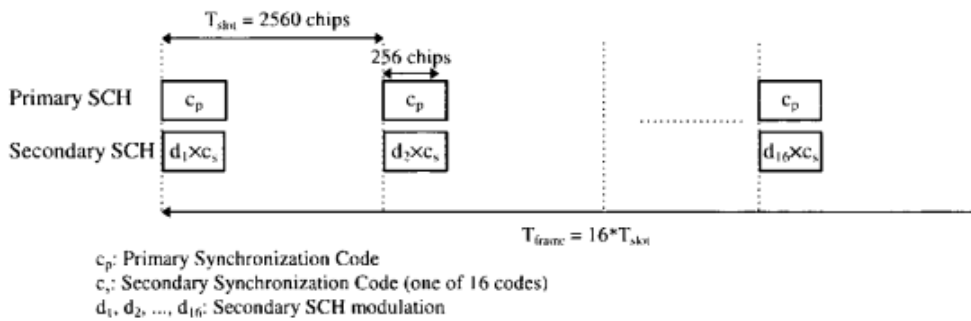 T_slot = 2560 chips
256 chips
Primary SCH c_p c_p c_p
Secondary SCH d_1×c_s d_2×c_s d_16×c_s
T_frame = 16*T_slot
c_p: Primary Synchronization Code
c_s: Secondary Synchronization Code (one of 16 codes)
d_1, d_2, ..., d_16: Secondary SCH modulation